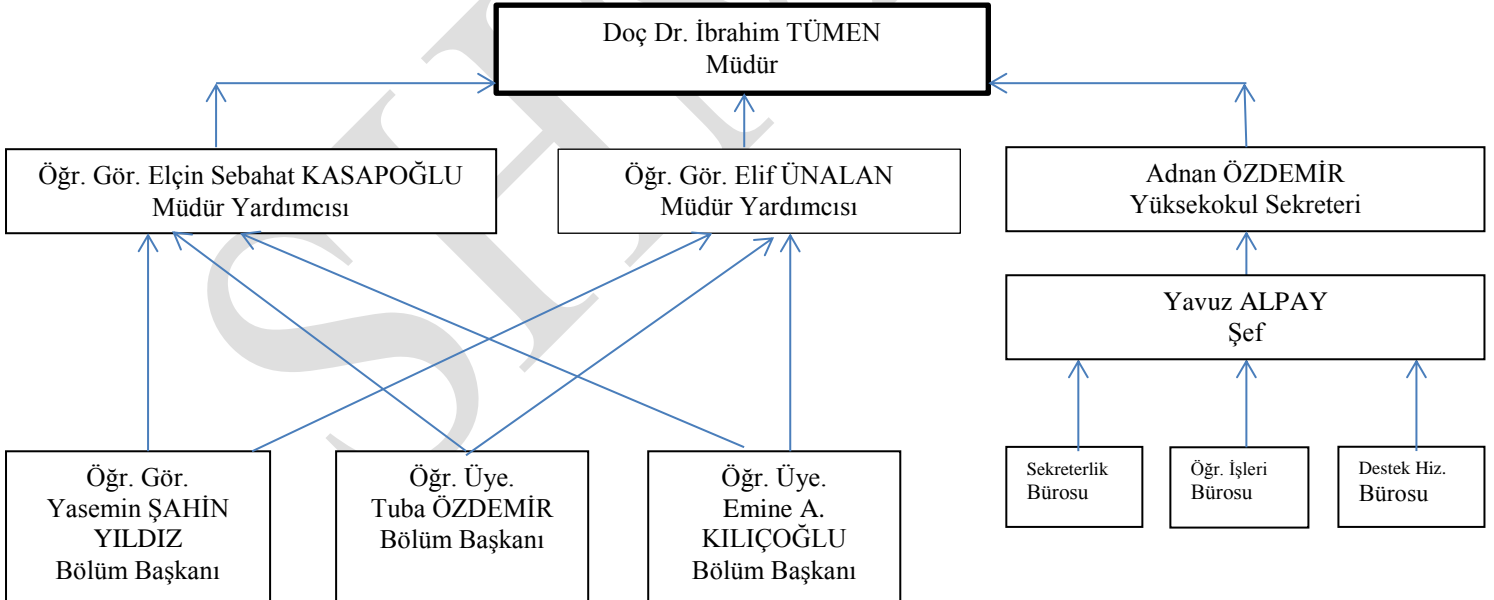 Doç Dr. İbrahim TÜMEN
Müdür
Öğr. Gör. Elçin Sebahat KASAPOĞLU
Müdür Yardımcısı
Öğr. Gör. Elif ÜNALAN
Müdür Yardımcısı
Adnan ÖZDEMİR
Yüksekokul Sekreteri
Yavuz ALPAY
Şef
Öğr. Gör.
Yasemin ŞAHİN
YILDIZ
Bölüm Başkanı
Öğr. Üye.
Tuba ÖZDEMİR
Bölüm Başkanı
Öğr. Üye.
Emine A.
KILIÇOĞLU
Bölüm Başkanı
Sekreterlik
Bürosu
Öğr. İşleri
Bürosu
Destek Hiz.
Bürosu